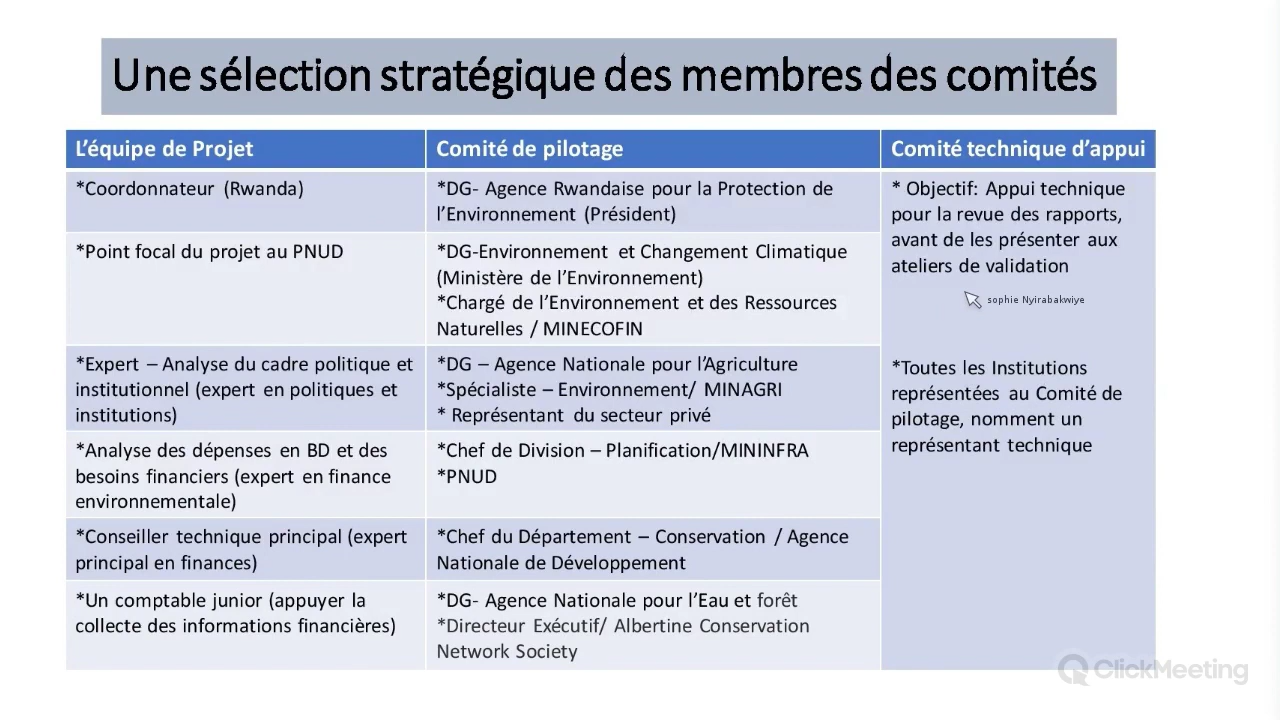 Une sélection stratégique des membres des comités
L'équipe de Projet
Comité de pilotage
Comité technique d'appui
*Coordonnateur (Rwanda)
*DG- Agence Rwandaise pour la Protection de
l'Environnement (Président)
* Objectif: Appui technique
pour la revue des rapports,
avant de les présenter aux
ateliers de validation
sophie Nyirabakwiye
*Toutes les Institutions
représentées au Comité de
pilotage, nomment un
représentant technique
*Point focal du projet au PNUD
*DG-Environnement et Changement Climatique
(Ministère de l'Environnement)
*Chargé de l'Environnement et des Ressources
Naturelles / MINECOFIN
*Expert – Analyse du cadre politique et
institutionnel (expert en politiques et
institutions)
*DG – Agence Nationale pour l'Agriculture
*Spécialiste – Environnement/ MINAGRI
* Représentant du secteur privé
*Analyse des dépenses en BD et des
besoins financiers (expert en finance
environnementale)
*Chef de Division – Planification/MININFRA
*PNUD
*Conseiller technique principal (expert
principal en finances)
*Chef du Département – Conservation / Agence
Nationale de Développement
*Un comptable junior (appuyer la
collecte des informations financières)
*DG- Agence Nationale pour l'Eau et forêt
*Directeur Exécutif/ Albertine Conservation
Network Society
ClickMeeting